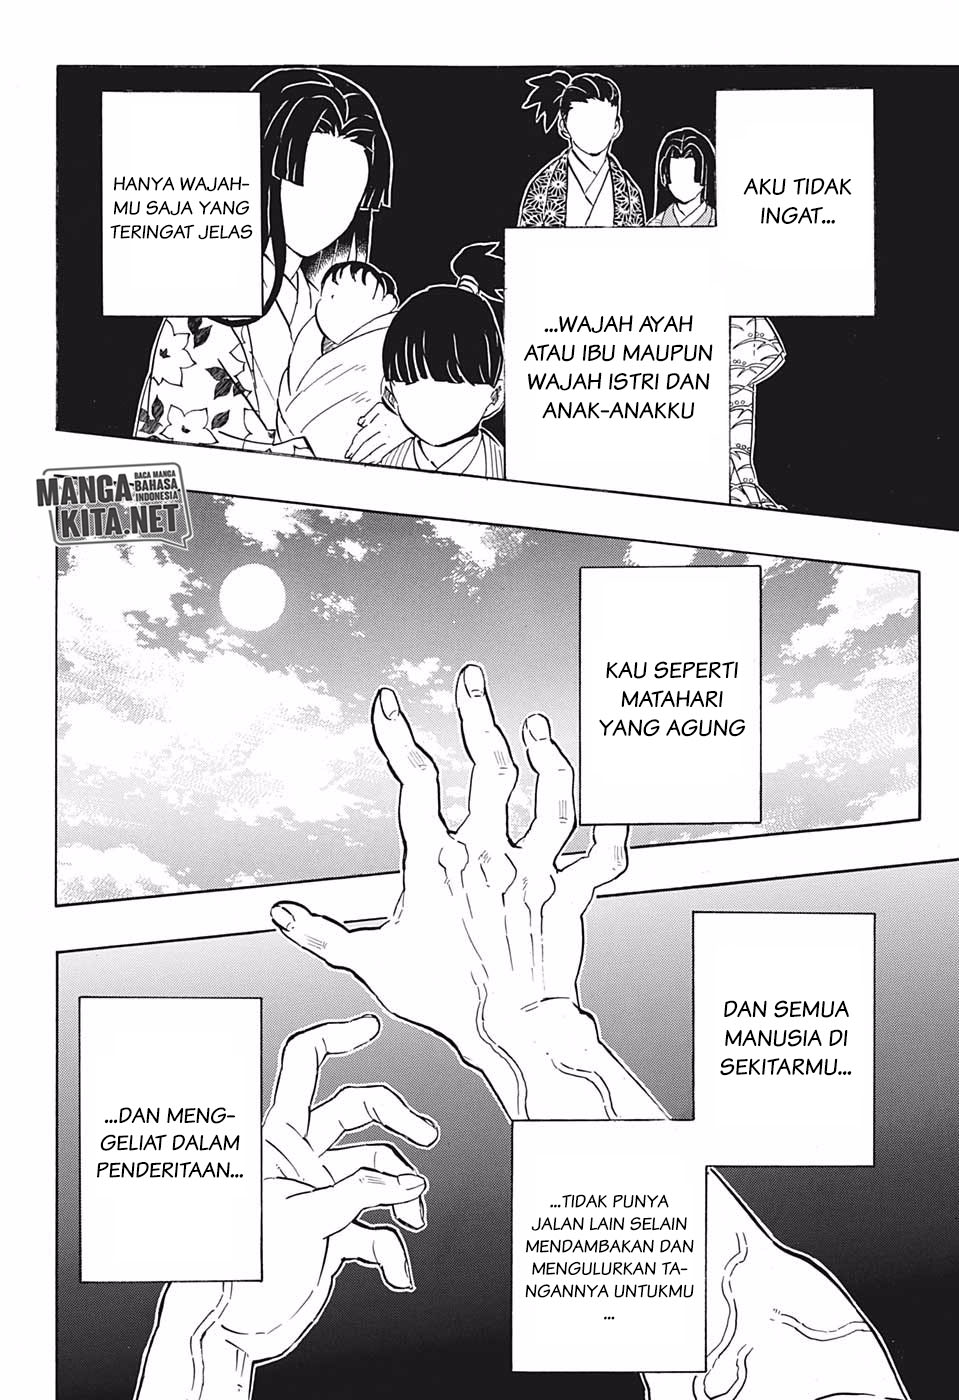 AKU TIDAK
INGAT...
...WAJAH AYAH
ATAU IBU MAUPUN
WAJAH ISTRI DAN
ANAK-ANAKKU
HANYA WAJAH-
MU SAJA YANG
TERINGAT JELAS
MANGA
KITA.NET
BACA MANGA
BAHASA
INDONESIA
KAU SEPERTI
MATAHARI
YANG AGUNG
DAN SEMUA
MANUSIA DI
SEKITARMU...
...TIDAK PUNYA
JALAN LAIN SELAIN
MENDAMBAKAN DAN
MENGULURKAN TA-
NGANNYA UNTUKMU
...
...DAN MENG-
GELIAT DALAM
PENDERITAAN...